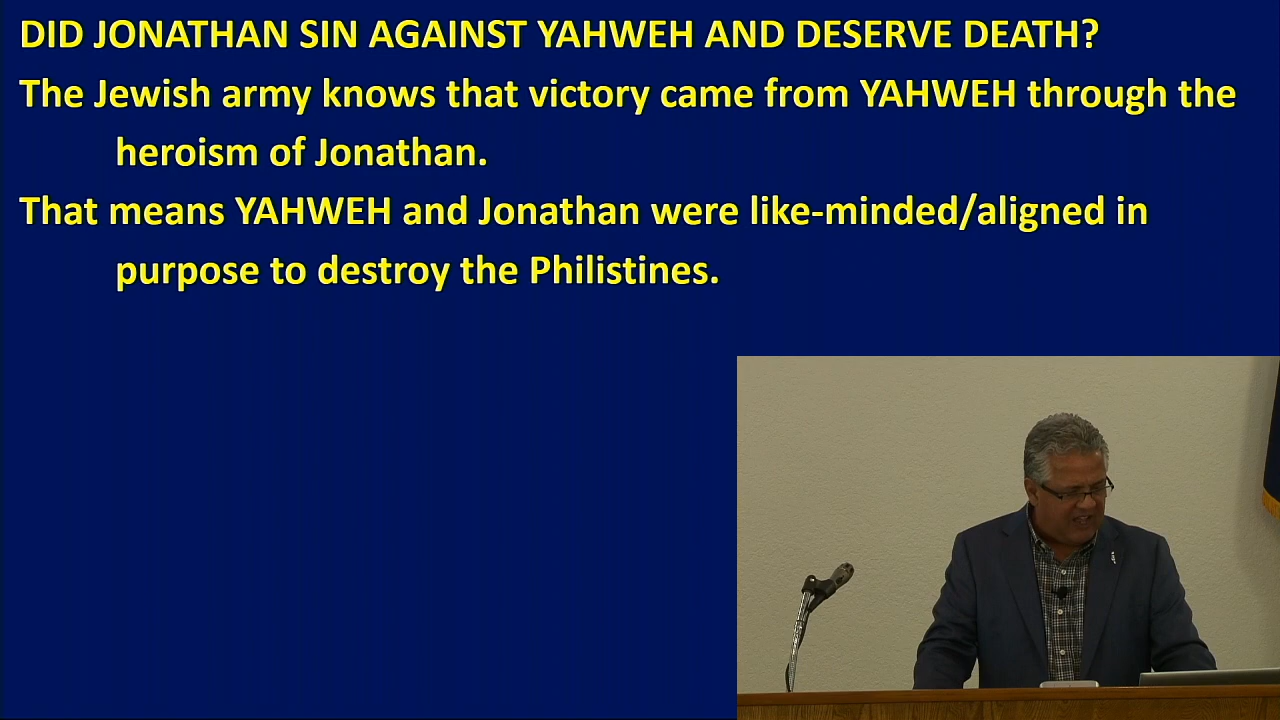 DID JONATHAN SIN AGAINST YAHWEH AND DESERVE DEATH?
The Jewish army knows that victory came from YAHWEH through the
heroism of Jonathan.
That means YAHWEH and Jonathan were like-minded/aligned in
purpose to destroy the Philistines.